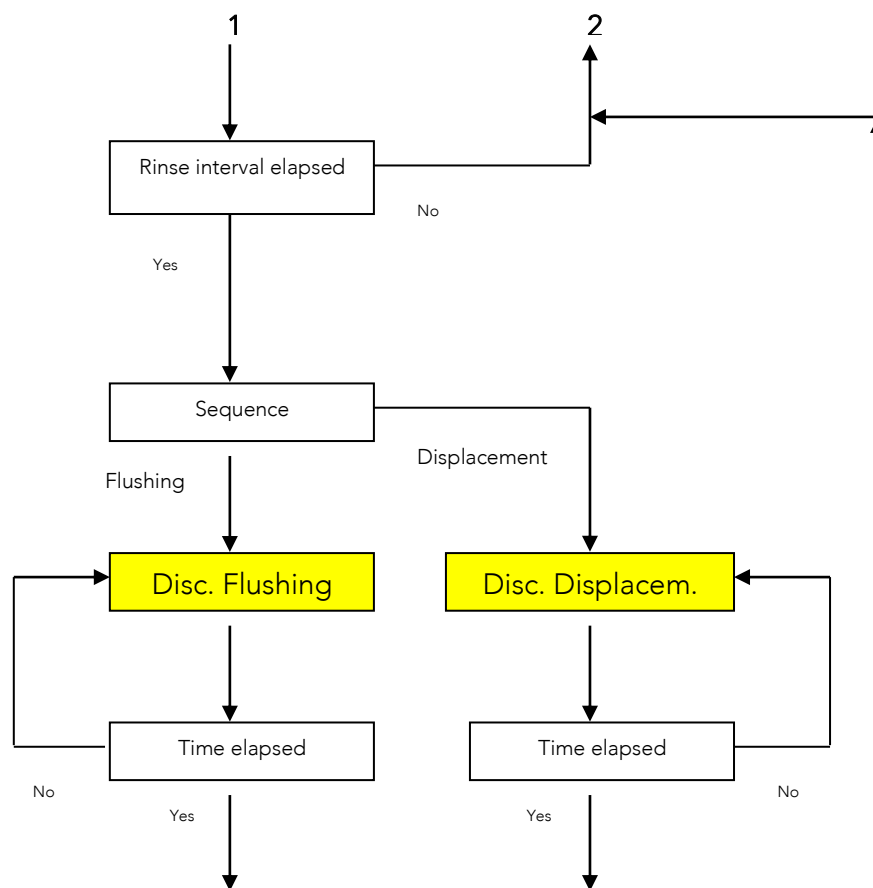 1
2
Rinse interval elapsed
No
Yes
Sequence
Displacement
Flushing
Disc. Flushing
Disc. Displacem.
Time elapsed
Time elapsed
No
No
Yes
Yes